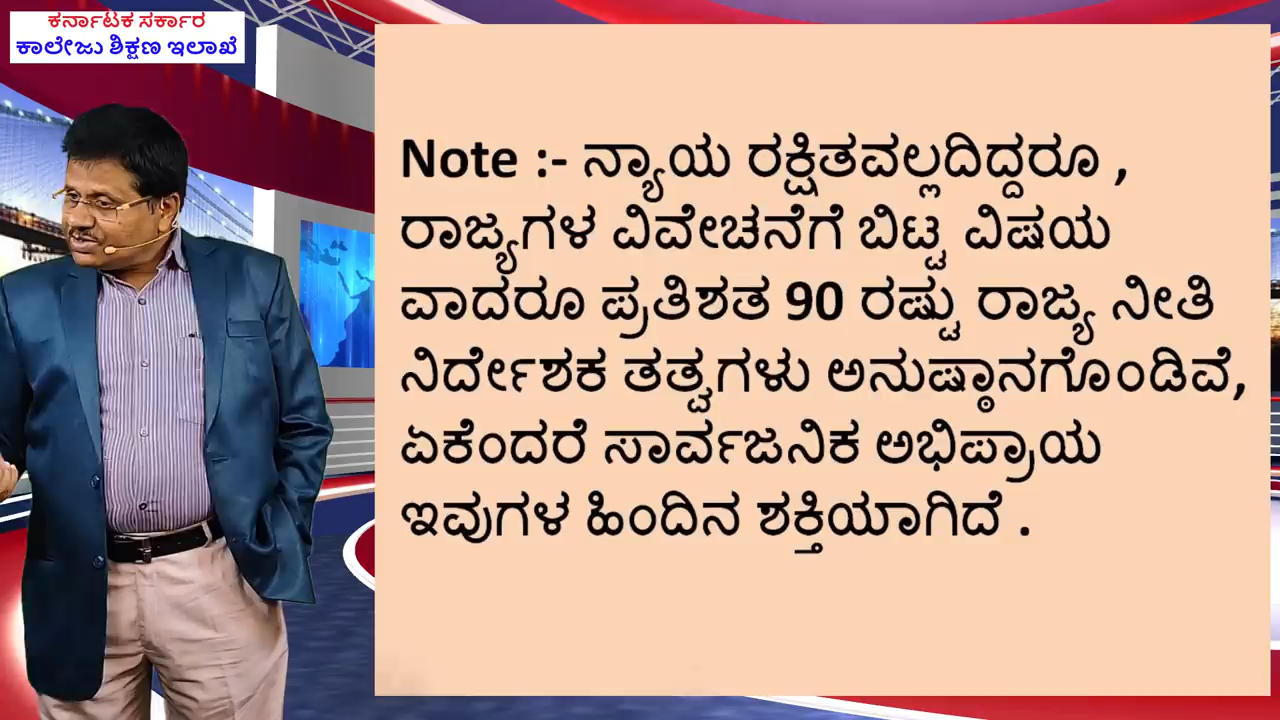 ಕರ್ನಾಟಕ ಸರ್ಕಾರ
ಕಾಲೇಜು ಶಿಕ್ಷಣ ಇಲಾಖೆ
Note :- ನ್ಯಾಯ ರಕ್ಷಿತವಲ್ಲದಿದ್ದರೂ ,
ರಾಜ್ಯಗಳ ವಿವೇಚನೆಗೆ ಬಿಟ್ಟ ವಿಷಯ
ವಾದರೂ ಪ್ರತಿಶತ 90 ರಷ್ಟು ರಾಜ್ಯ ನೀತಿ
ನಿರ್ದೇಶಕ ತತ್ವಗಳು ಅನುಷ್ಠಾನಗೊಂಡಿವೆ,
ಏಕೆಂದರೆ ಸಾರ್ವಜನಿಕ ಅಭಿಪ್ರಾಯ
ಇವುಗಳ ಹಿಂದಿನ ಶಕ್ತಿಯಾಗಿದೆ .